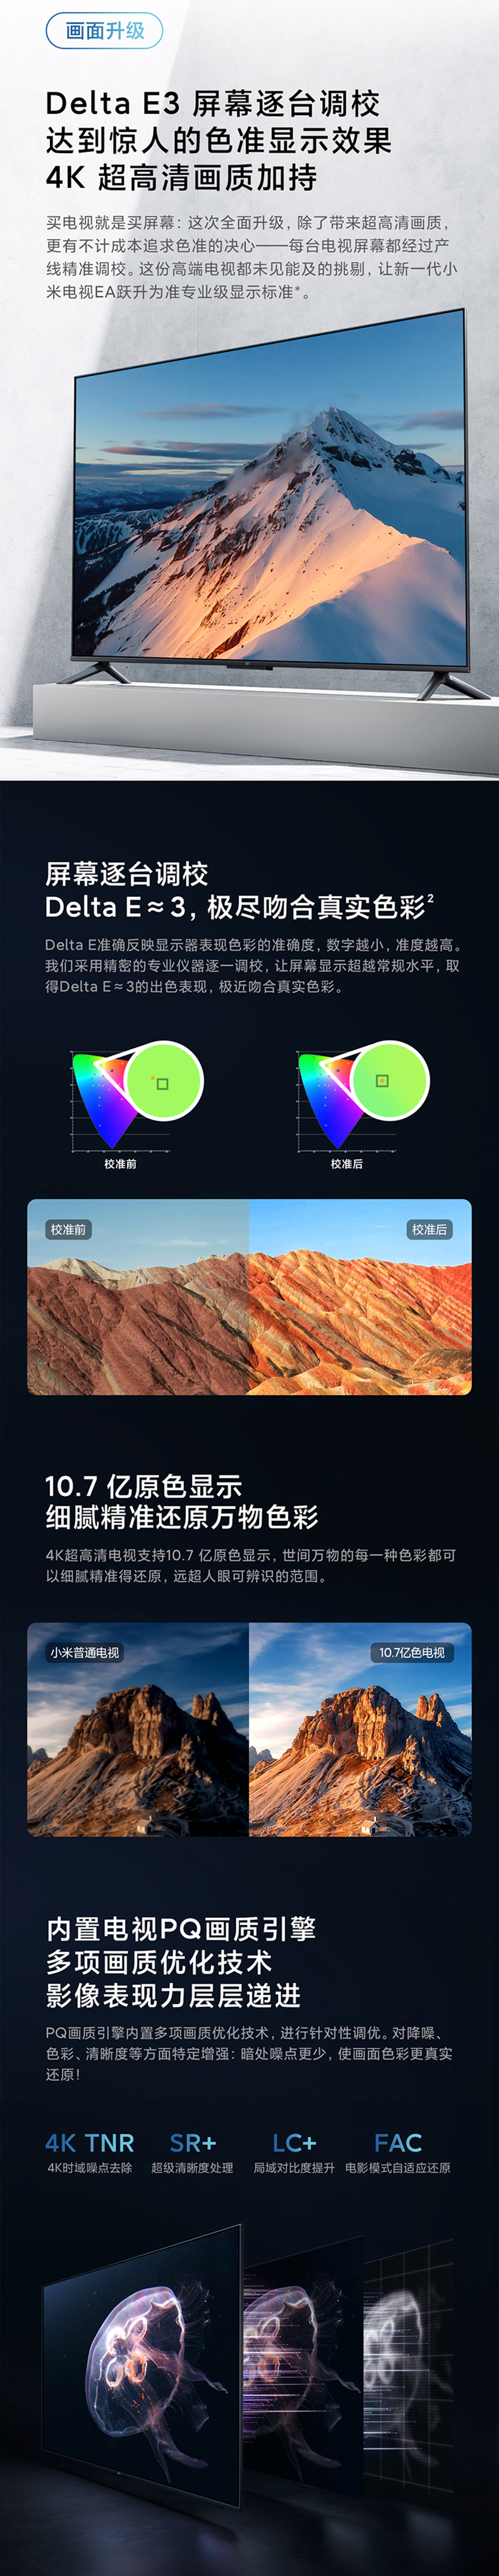 画面升级
Delta E3 屏幕逐台调校
达到惊人的色准显示效果
4K 超高清画质加持
买电视就是买屏幕：这次全面升级，除了带来超高清画质，
更有不计成本追求色准的决心——每台电视屏幕都经过产
线精准调校。这份高端电视都未见能及的挑剔，让新一代小
米电视EA跃升为准专业级显示标准*。
屏幕逐台调校
Delta E≈3，极尽吻合真实色彩²
Delta E准确反映显示器表现色彩的准确度，数字越小，准度越高。
我们采用精密的专业仪器逐一调校，让屏幕显示超越常规水平，取
得Delta E≈3的出色表现，极近吻合真实色彩。
校准前
校准后
校准前
校准后
10.7 亿原色显示
细腻精准还原万物色彩
4K超高清电视支持10.7 亿原色显示，世间万物的每一种色彩都可
以细腻精准得还原，远超人眼可辨识的范围。
小米普通电视
10.7亿色电视
内置电视PQ画质引擎
多项画质优化技术
影像表现力层层递进
PQ画质引擎内置多项画质优化技术，进行针对性调优。对降噪、
色彩、清晰度等方面特定增强：暗处噪点更少，使画面色彩更真实
还原！
4K TNR SR+ LC+ FAC
4K时域噪点去除 超级清晰度处理 局域对比度提升 电影模式自适应还原